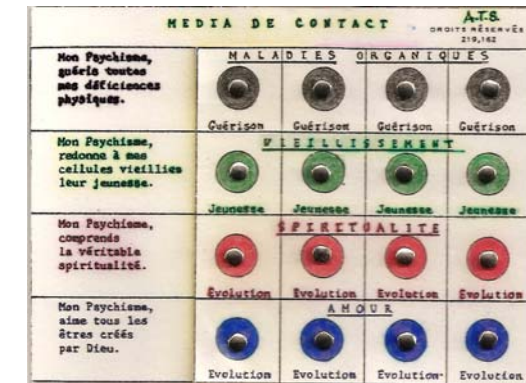 MEDIA DE CONTACT
A.T.S.
DROITS RÉSERVÉS
219,162
Mon Psychisme,
guéris toutes
mes déficiences
physiques.
MALADIES ORGANIQUES
Guérison Guérison Guérison Guérison
Mon Psychisme,
redonne à mes
cellules vieillies
leur jeunesse.
VIEILLISSEMENT
Jeunesse Jeunesse Jeunesse Jeunesse
Mon Psychisme,
comprends
la véritable
spiritualité.
SPIRITUALITE
Évolution Evolution Evolution Evolution
Mon Psychisme,
aime tous les
êtres créés
par Dieu.
AMOUR
Evolution Evolution Evolution Evolution